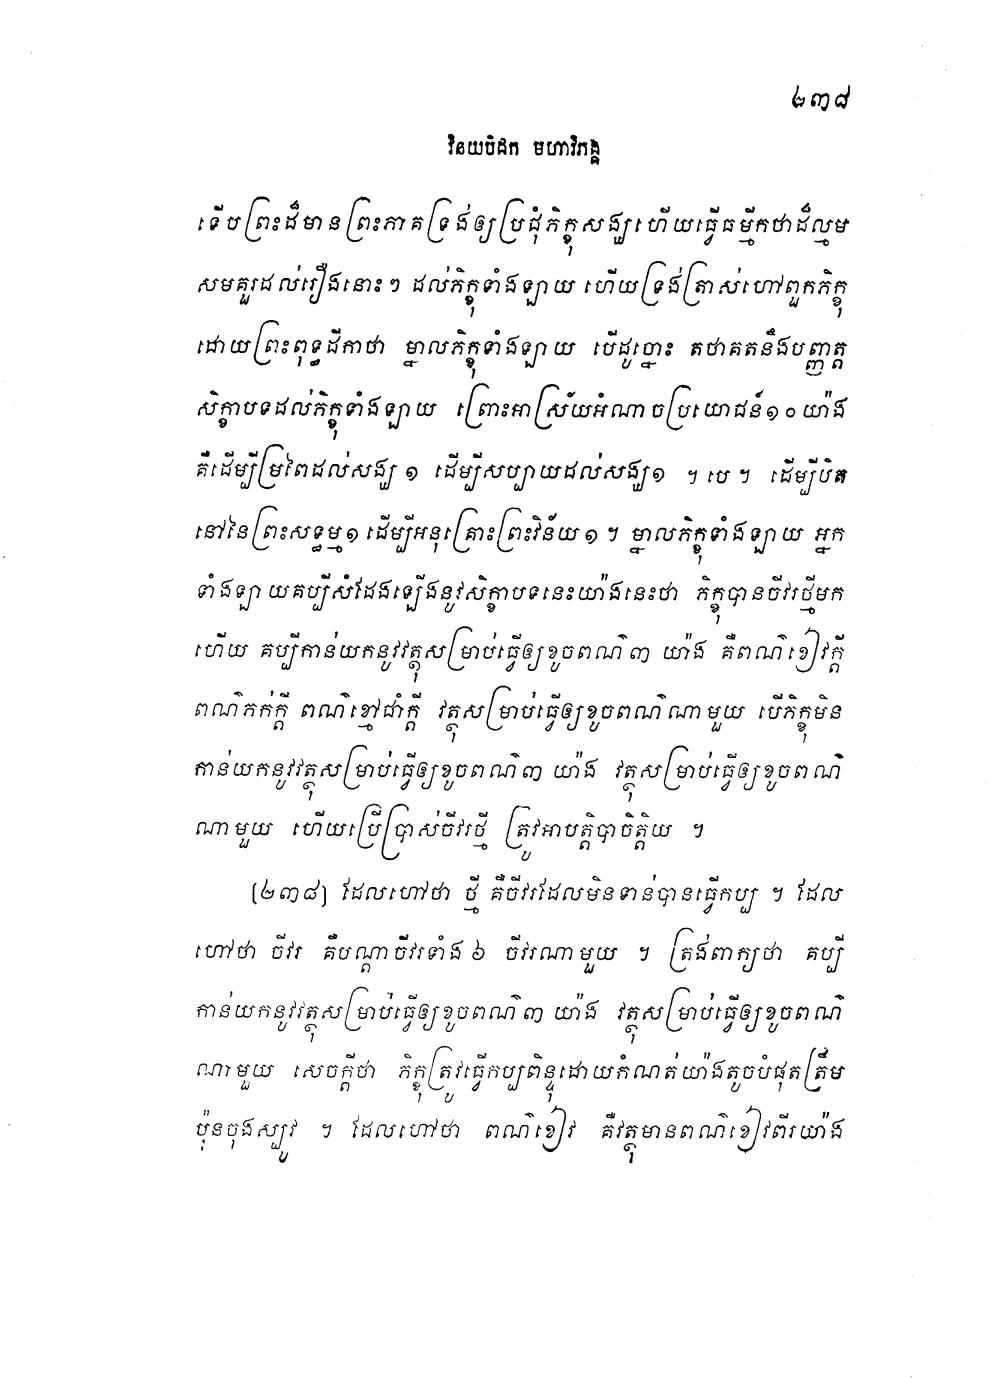 ២៣៨
វិនយបិដក មហាវិភង្គ
ទើបព្រះដ៏មានព្រះភាគទ្រង់ឲ្យប្រជុំភិក្ខុសង្ឃហើយធ្វើធម្មីកថាដ៏ល្មម
សមគួរដល់រឿងនោះៗ ដល់ភិក្ខុទាំងឡាយ ហើយទ្រង់ត្រាស់ហៅពួកភិក្ខុ
ដោយព្រះពុទ្ធដីកាថា ម្នាលភិក្ខុទាំងឡាយ បើដូច្នោះ តថាគតនឹងបញ្ញាត្ត
សិក្ខាបទដល់ភិក្ខុទាំងឡាយ ព្រោះអាស្រ័យអំណាចប្រយោជន៍១០យ៉ាង
គឺដើម្បីម្រពៃដល់សង្ឃ ១ ដើម្បីសប្បាយដល់សង្ឃ១ ។ បេ ។ ដើម្បីបិត
នៅនៃព្រះសទ្ធម្ម១ ដើម្បីអនុគ្រោះព្រះវិន័យ១ ។ ម្នាលភិក្ខុទាំងឡាយ អ្នក
ទាំងឡាយគប្បីសំដែងឡើងនូវសិក្ខាបទនេះយ៉ាងនេះថា ភិក្ខុបានចីវរថ្មីមក
ហើយ គប្បីកាន់យកនូវវត្ថុសម្រាប់ធ្វើឲ្យខូចពណ៌ ៣ យ៉ាង គឺពណ៌ខៀវក្តី
ពណ៌ភក់ក្តី ពណ៌ខ្មៅជាំក្តី វត្ថុសម្រាប់ធ្វើឲ្យខូចពណ៌ណាមួយ បើភិក្ខុមិន
កាន់យកនូវវត្ថុសម្រាប់ធ្វើឲ្យខូចពណ៌៣ យ៉ាង វត្ថុសម្រាប់ធ្វើឲ្យខូចពណ៌
ណាមួយ ហើយប្រើប្រាស់ចីវរថ្មី ត្រូវអាបត្តិបាចិត្តិយ ។
(២៣៨) ដែលហៅថា ថ្មី គឺចីវរដែលមិនទាន់បានធ្វើកប្ប ។ ដែល
ហៅថា ចីវរ គឺបណ្តាចីវរទាំង ៦ ចីវរណាមួយ ។ ត្រង់ពាក្យថា គប្បី
កាន់យកនូវវត្ថុសម្រាប់ធ្វើឲ្យខូចពណ៌ ៣ យ៉ាង វត្ថុសម្រាប់ធ្វើឲ្យខូចពណ៌
ណាមួយ សេចក្តីថា ភិក្ខុត្រូវធ្វើកប្បពិន្ទុដោយកំណត់យ៉ាងតូចបំផុតត្រឹម
ប៉ុនចុងស្បូវ ។ ដែលហៅថា ពណ៌ខៀវ គឺវត្ថុមានពណ៌ខៀវពីរយ៉ាង